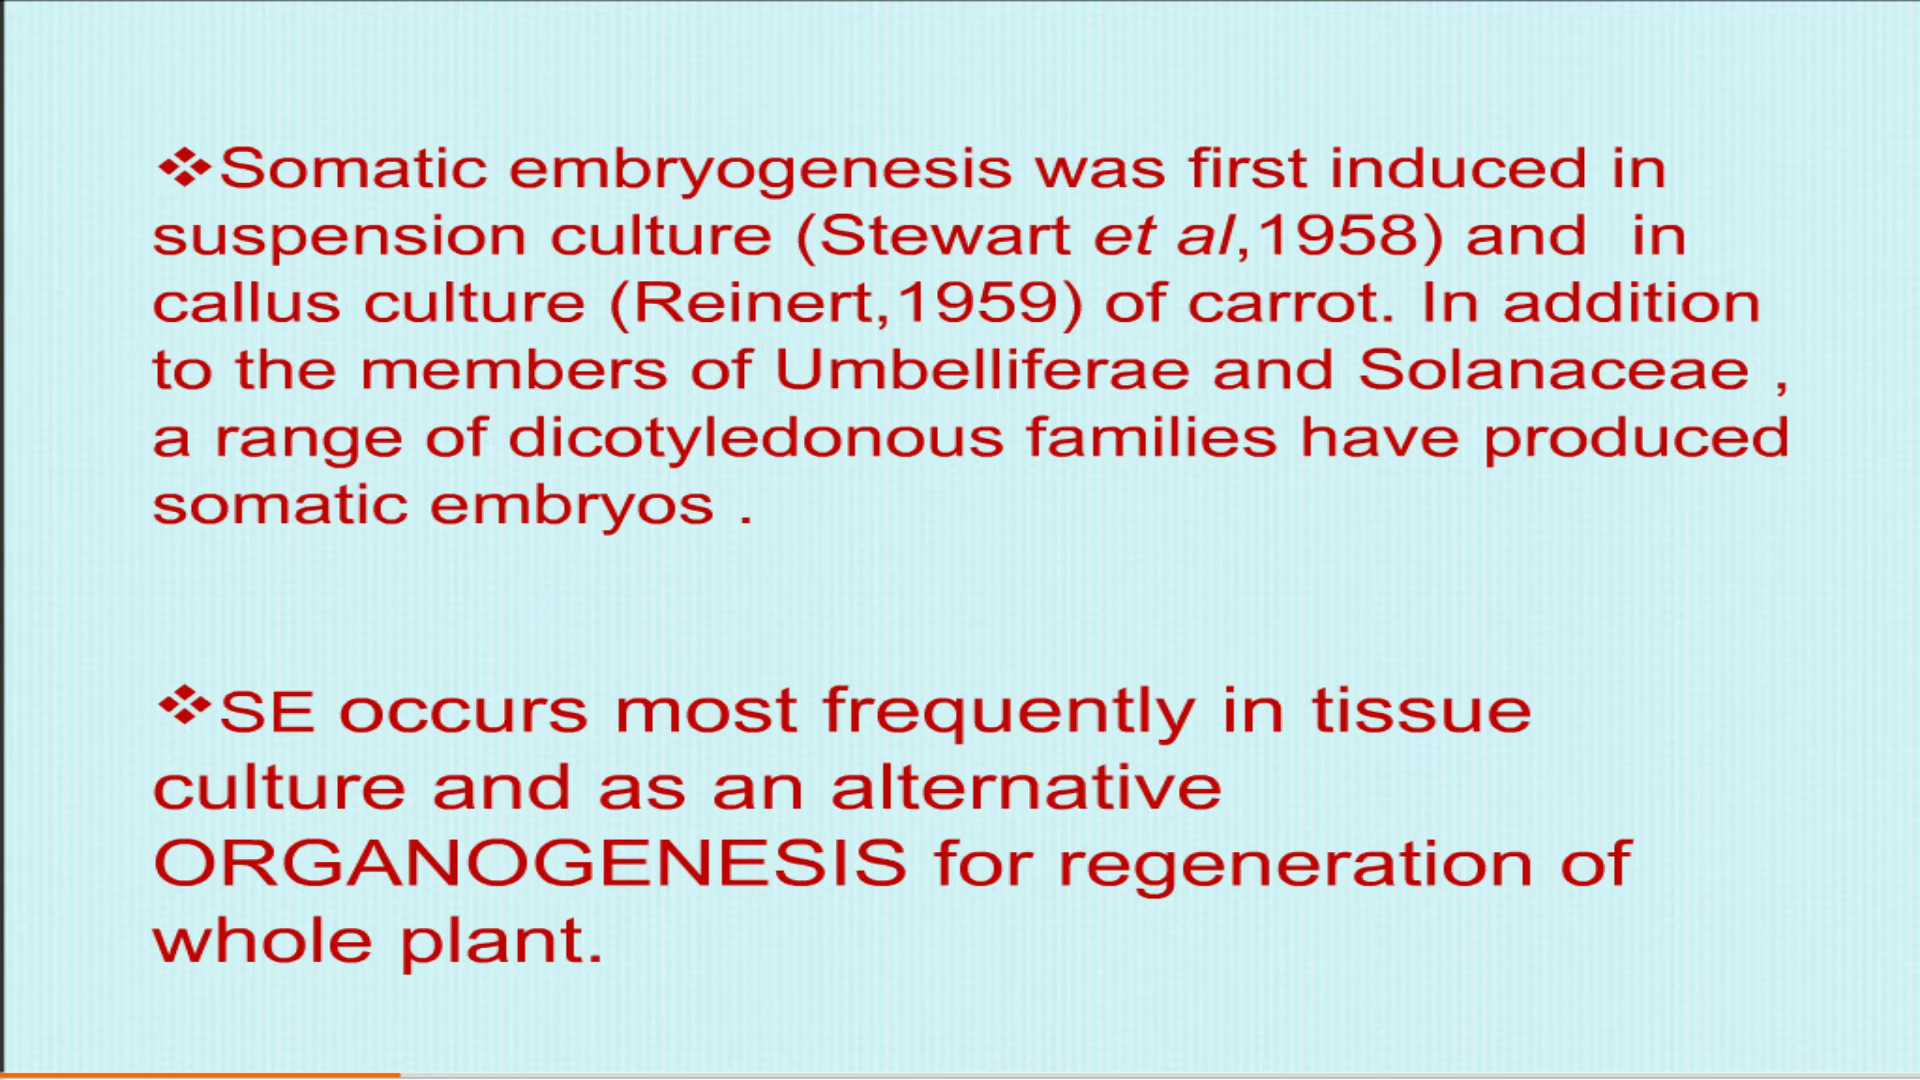 ❖Somatic embryogenesis was first induced in
suspension culture (Stewart et al,1958) and  in
callus culture (Reinert,1959) of carrot. In addition
to the members of Umbelliferae and Solanaceae ,
a range of dicotyledonous families have produced
somatic embryos .
❖SE occurs most frequently in tissue
culture and as an alternative
ORGANOGENESIS for regeneration of
whole plant.